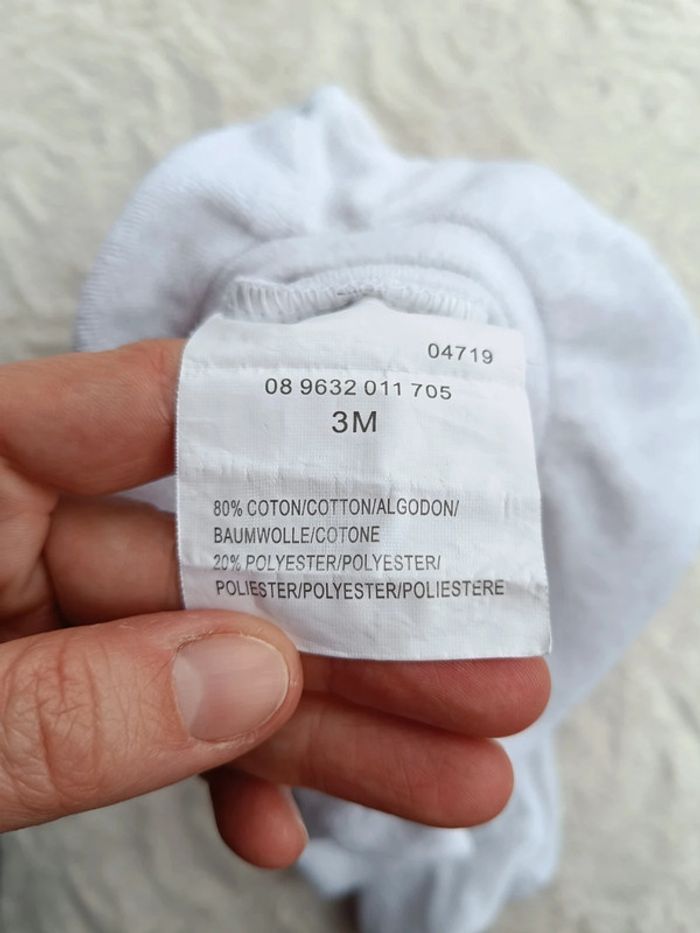 04719
08 9632 011 705
3M
80% COTON/COTTON/ALGODON/
BAUMWOLLE/COTONE
20% POLYESTER/POLYESTER/
POLIESTER/POLYESTER/POLIESTERE